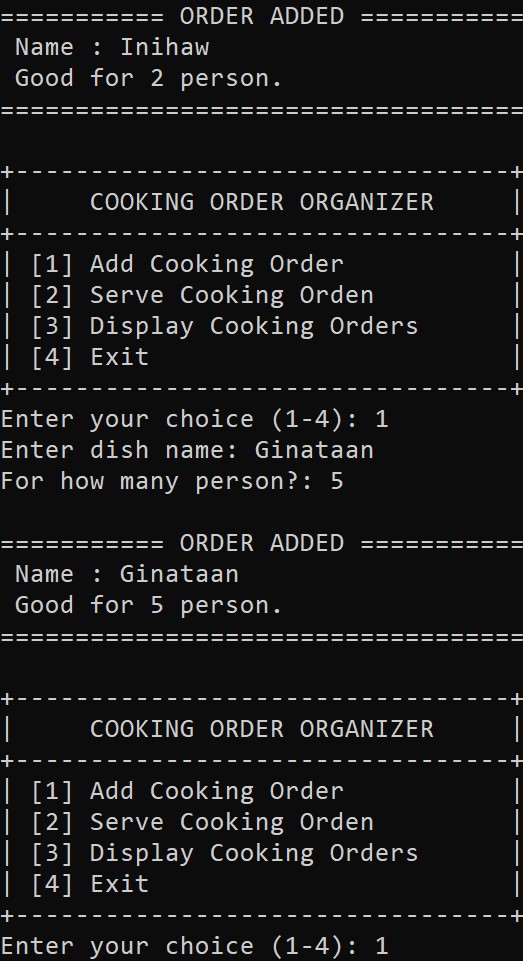 =========== ORDER ADDED ===========
 Name : Inihaw
 Good for 2 person.
===================================
+---------------------------------+
|     COOKING ORDER ORGANIZER     |
+---------------------------------+
| [1] Add Cooking Order           |
| [2] Serve Cooking Orden         |
| [3] Display Cooking Orders      |
| [4] Exit                        |
+---------------------------------+
Enter your choice (1-4): 1
Enter dish name: Ginataan
For how many person?: 5
=========== ORDER ADDED ===========
 Name : Ginataan
 Good for 5 person.
===================================
+---------------------------------+
|     COOKING ORDER ORGANIZER     |
+---------------------------------+
| [1] Add Cooking Order           |
| [2] Serve Cooking Orden         |
| [3] Display Cooking Orders      |
| [4] Exit                        |
+---------------------------------+
Enter your choice (1-4): 1